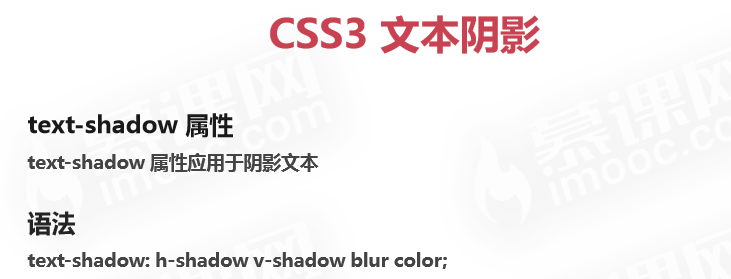 CSS3 文本阴影
text-shadow 属性
text-shadow 属性应用于阴影文本
语法
text-shadow: h-shadow v-shadow blur color;
慕课网
imooc.com
慕课网
imooc.com